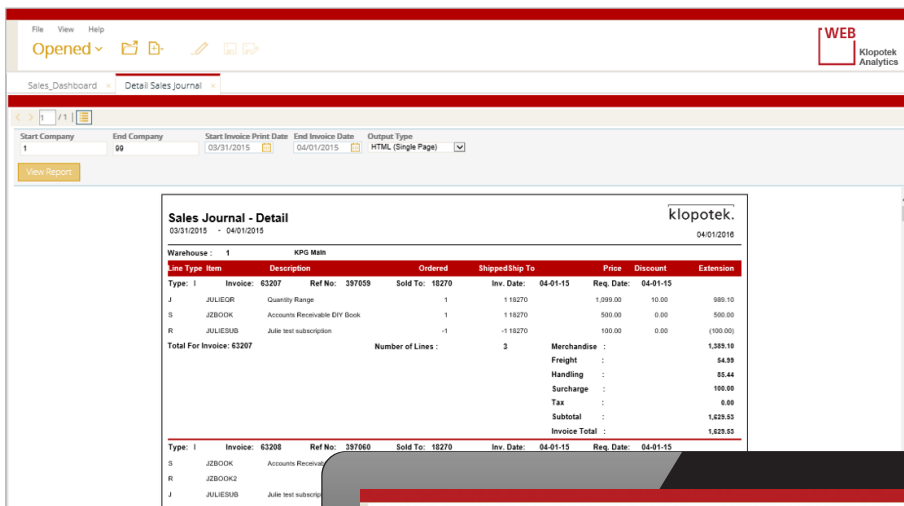 File View Help
WEB
Opened
Klopotek
Analytics
Sales_Dashboard × Detail Sales Journal ×
1 / 1
Start Company End Company Start Invoice Print Date End Invoice Date Output Type
1 99 03/31/2015 04/01/2015 HTML (Single Page)
View Report
klopotek.
Sales Journal - Detail
03/31/2015 - 04/01/2015
04/01/2016
Warehouse : 1 KPG Main
Line Type Item Description Ordered Shipped Ship To Price Discount Extension
Type: I Invoice: 63207 Ref No: 397059 Sold To: 18270 Inv. Date: 04-01-15 Req. Date: 04-01-15
J JULIEQR Quantity Range 1 1 18270 1,099.00 10.00 989.10
S JZBOOK Accounts Receivable DIY Book 1 1 18270 500.00 0.00 500.00
R JULIESUB Julie test subscription -1 -1 18270 100.00 0.00 (100.00)
Total For Invoice: 63207 Number of Lines : 3 Merchandise : 1,389.10
Freight : 54.99
Handling : 85.44
Surcharge : 100.00
Tax : 0.00
Subtotal : 1,629.53
Invoice Total : 1,629.53
Type: I Invoice: 63208 Ref No: 397060 Sold To: 18270 Inv. Date: 04-01-15 Req. Date: 04-01-15
S JZBOOK Accounts
R JZBOOK2
J JULIESUB Julie test